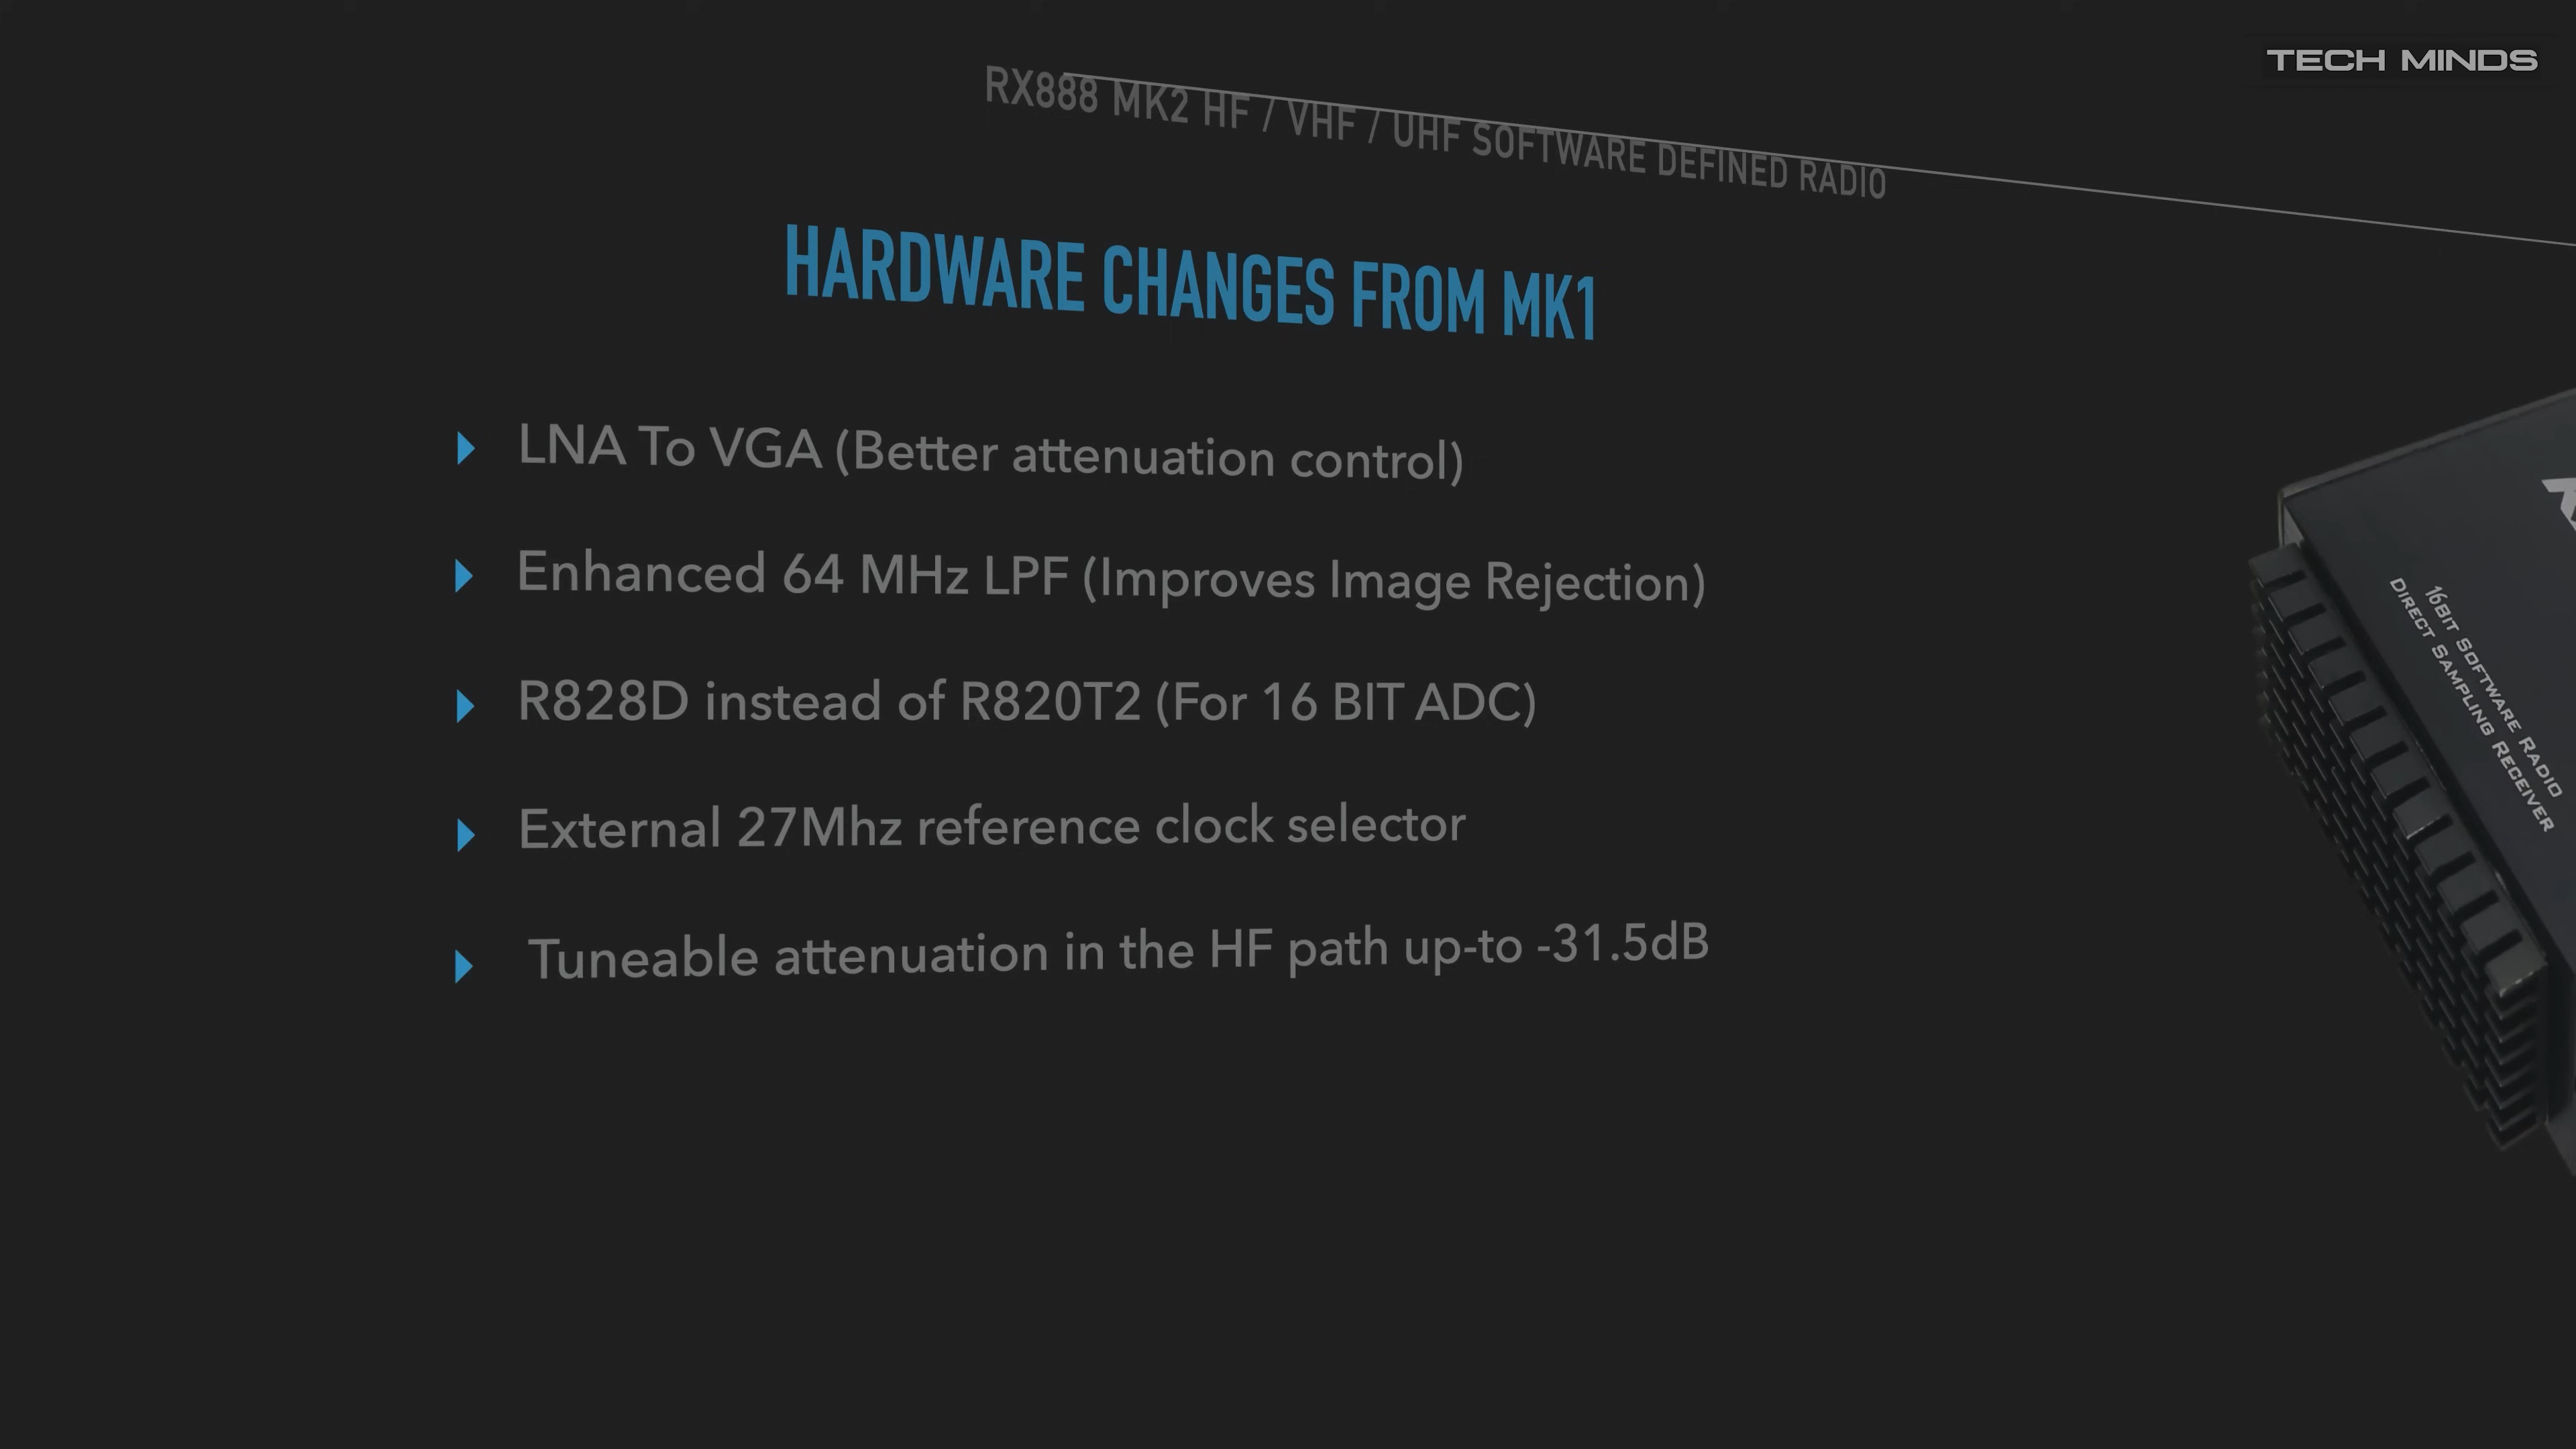 TECH MINDS
RX888 MK2 HF / VHF / UHF SOFTWARE DEFINED RADIO
HARDWARE CHANGES FROM MK1
LNA To VGA (Better attenuation control)
Enhanced 64 MHz LPF (Improves Image Rejection)
R828D instead of R820T2 (For 16 BIT ADC)
External 27Mhz reference clock selector
Tuneable attenuation in the HF path up-to -31.5dB
16BIT SOFTWARE RADIO
DIRECT SAMPLING RECEIVER